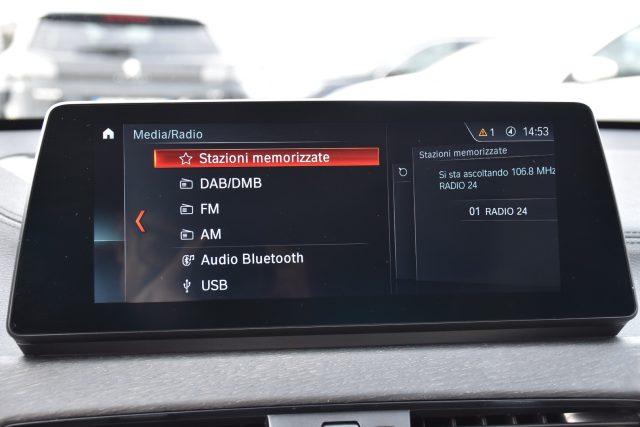 Media/Radio
1
14:53
Stazioni memorizzate
DAB/DMB
FM
AM
Audio Bluetooth
USB
Stazioni memorizzate
Si sta ascoltando 106.8 MHz
RADIO 24
01 RADIO 24